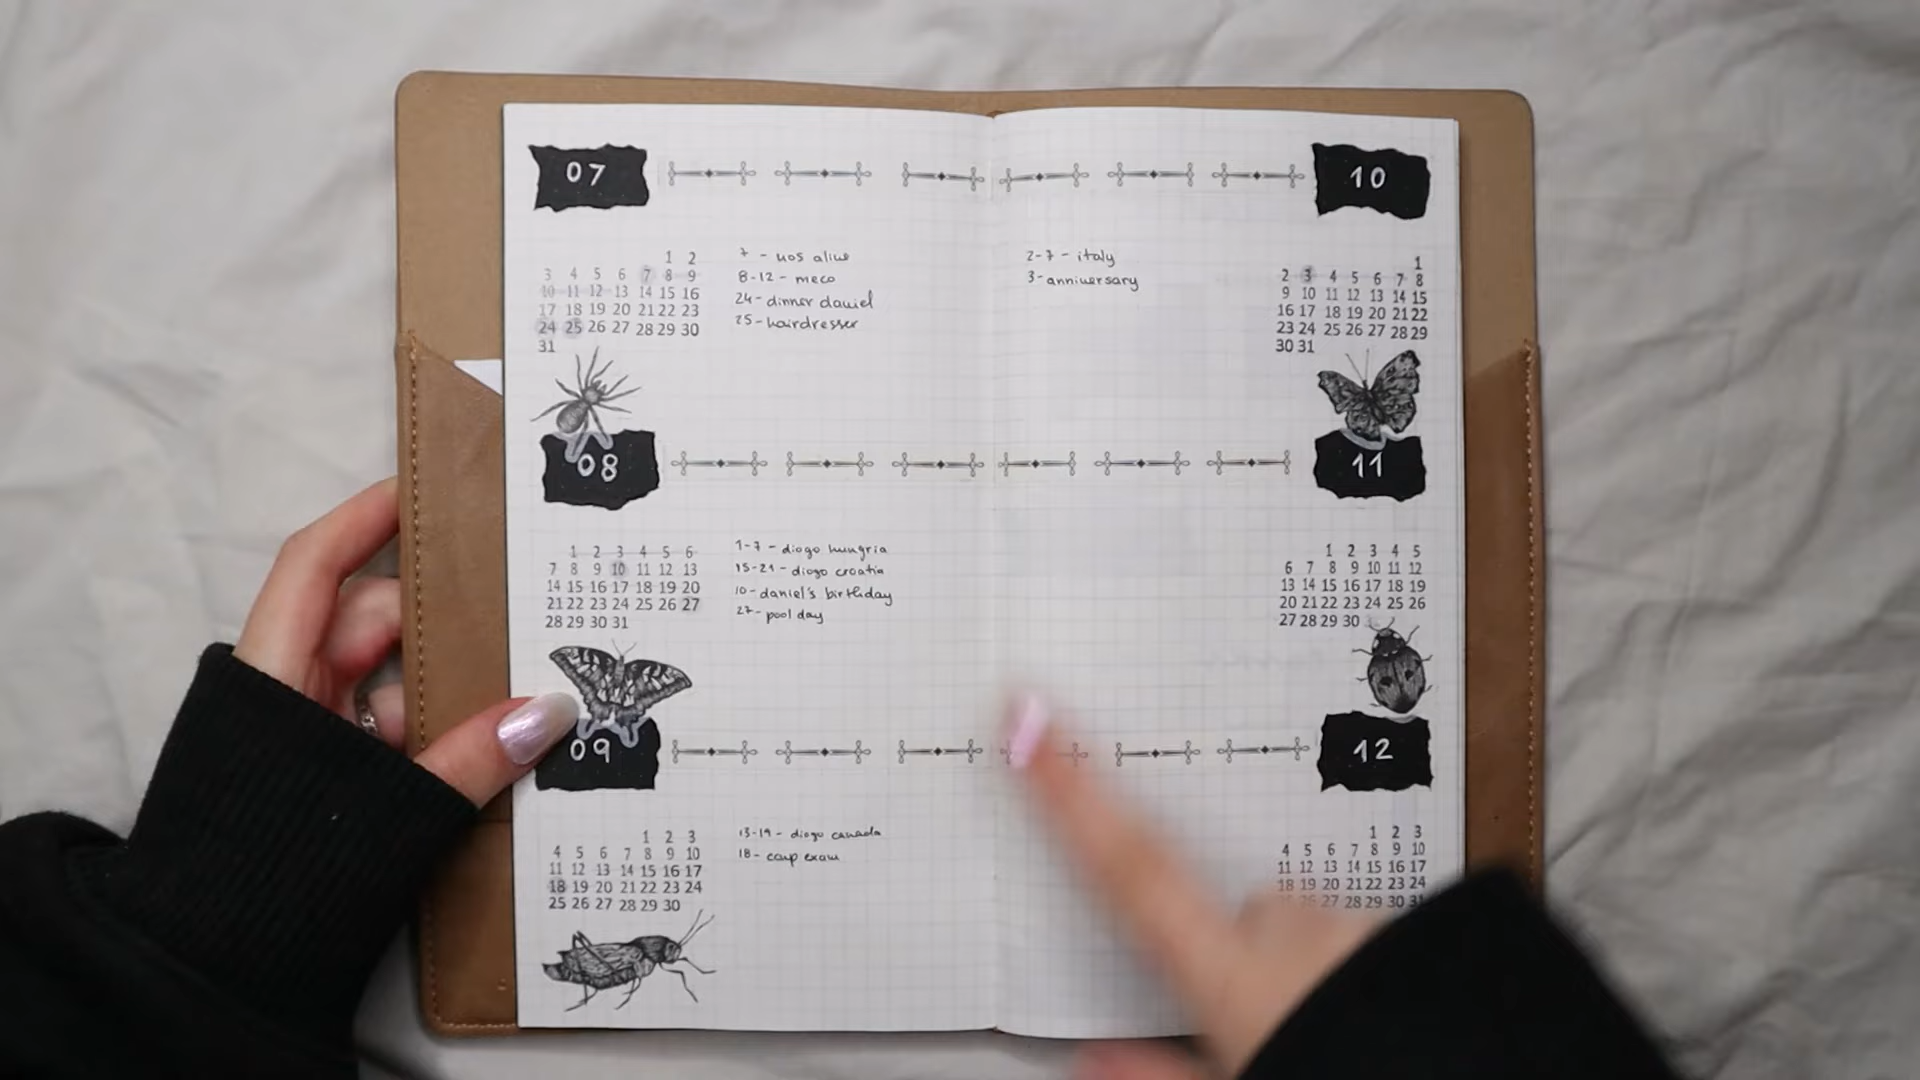 07
1 2
3 4 5 6 7 8 9
10 11 12 13 14 15 16
17 18 19 20 21 22 23
24 25 26 27 28 29 30
31
7 - nos alive
8-12 - meco
24 - dinner daniel
25 - hairdresser
08
1 2 3 4 5 6
7 8 9 10 11 12 13
14 15 16 17 18 19 20
21 22 23 24 25 26 27
28 29 30 31
1-7 - diogo hungria
15-21 - diogo croatia
10 - daniel's birthday
27 - pool day
09
1 2 3
4 5 6 7 8 9 10
11 12 13 14 15 16 17
18 19 20 21 22 23 24
25 26 27 28 29 30
13-19 - diogo canada
18 - exam
10
2-7 - italy
3 - anniversary
1
2 3 4 5 6 7 8
9 10 11 12 13 14 15
16 17 18 19 20 21 22
23 24 25 26 27 28 29
30 31
11
1 2 3 4 5
6 7 8 9 10 11 12
13 14 15 16 17 18 19
20 21 22 23 24 25 26
27 28 29 30
12
1 2 3
4 5 6 7 8 9 10
11 12 13 14 15 16 17
18 19 20 21 22 23 24
25 26 27 28 29 30 31